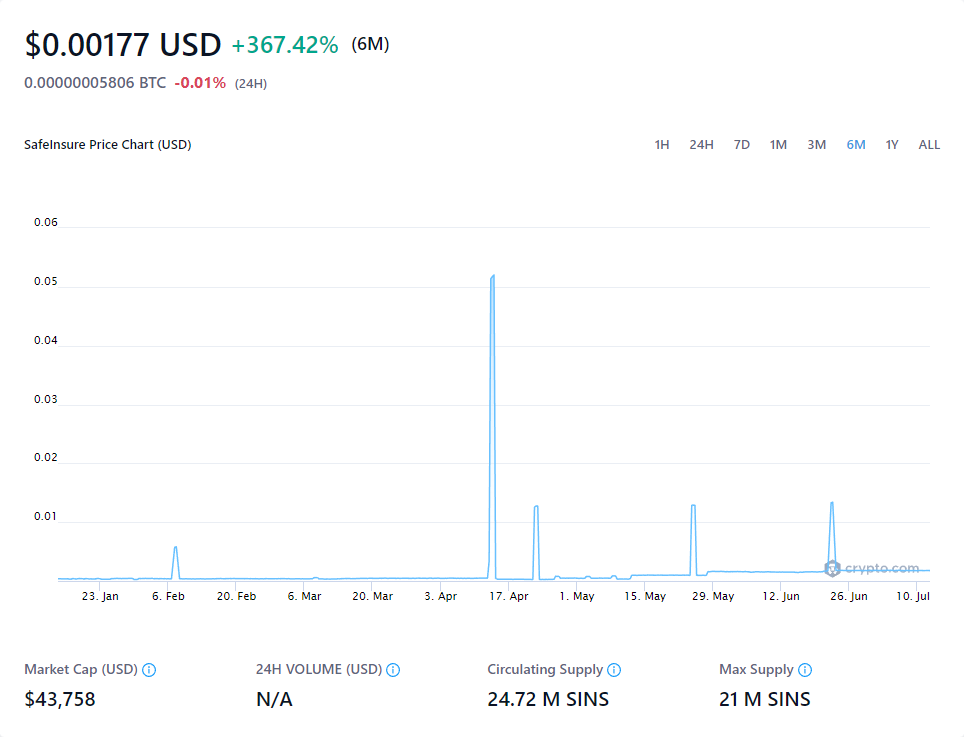 $0.00177 USD +367.42% (6M)
0.00000005806 BTC -0.01% (24H)
SafeInsure Price Chart (USD) 1H 24H 7D 1M 3M 6M 1Y ALL
0.06
0.05
0.04
0.03
0.02
0.01
crypto.com
23. Jan 6. Feb 20. Feb 6. Mar 20. Mar 3. Apr 17. Apr 1. May 15. May 29. May 12. Jun 26. Jun 10. Jul
Market Cap (USD) 24H VOLUME (USD) Circulating Supply Max Supply
$43,758 N/A 24.72 M SINS 21 M SINS